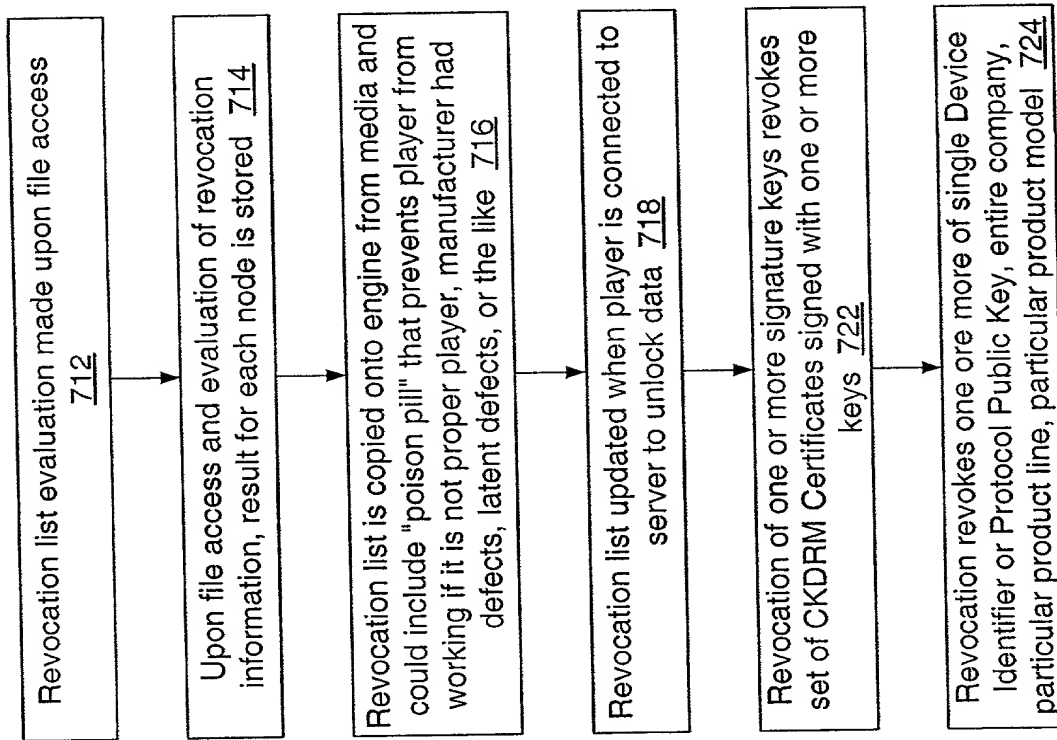 Revocation list evaluation made upon file access
712
Upon file access and evaluation of revocation
information, result for each node is stored 714
Revocation list is copied onto engine from media and
could include "poison pill" that prevents player from
working if it is not proper player, manufacturer had
defects, latent defects, or the like 716
Revocation list updated when player is connected to
server to unlock data 718
Revocation of one or more signature keys revokes
set of CKDRM Certificates signed with one or more
keys 722
Revocation revokes one ore more of single Device
Identifier or Protocol Public Key, entire company,
particular product line, particular product model 724